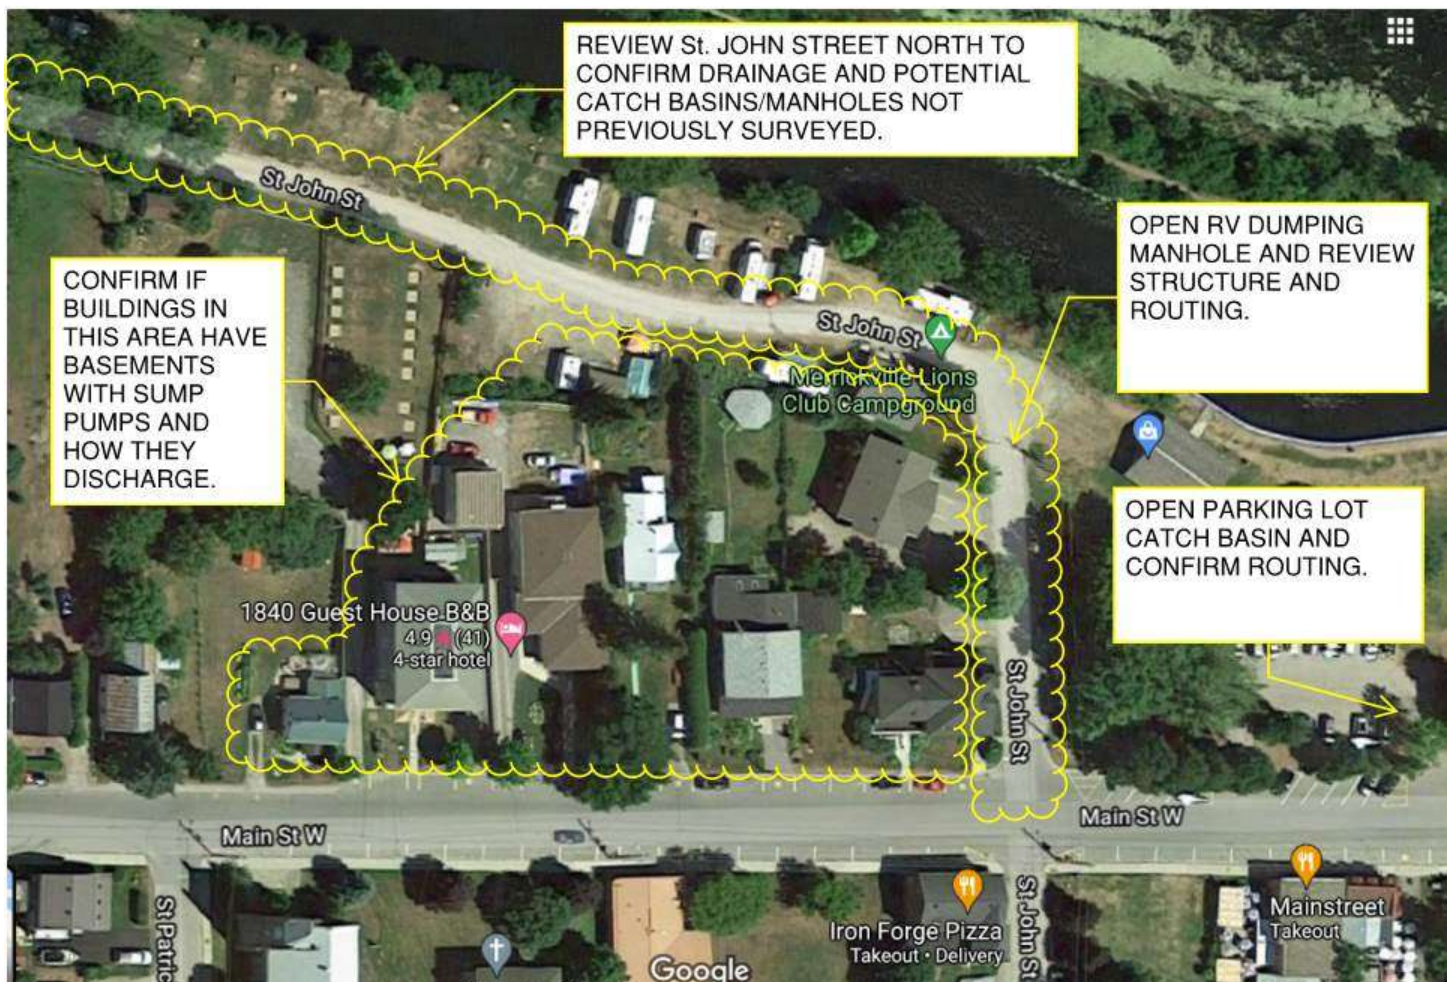 REVIEW St. JOHN STREET NORTH TO
CONFIRM DRAINAGE AND POTENTIAL
CATCH BASINS/MANHOLES NOT
PREVIOUSLY SURVEYED.
St John St
OPEN RV DUMPING
MANHOLE AND REVIEW
STRUCTURE AND
ROUTING.
CONFIRM IF
BUILDINGS IN
THIS AREA HAVE
BASEMENTS
WITH SUMP
PUMPS AND
HOW THEY
DISCHARGE.
St John St
Merrickville Lions
Club Campground
OPEN PARKING LOT
CATCH BASIN AND
CONFIRM ROUTING.
1840 Guest House B&B
4.9 (41)
4-star hotel
St John St
Main St W
Main St W
St Patric
Iron Forge Pizza
Takeout • Delivery
St John St
Mainstreet
Takeout
Google